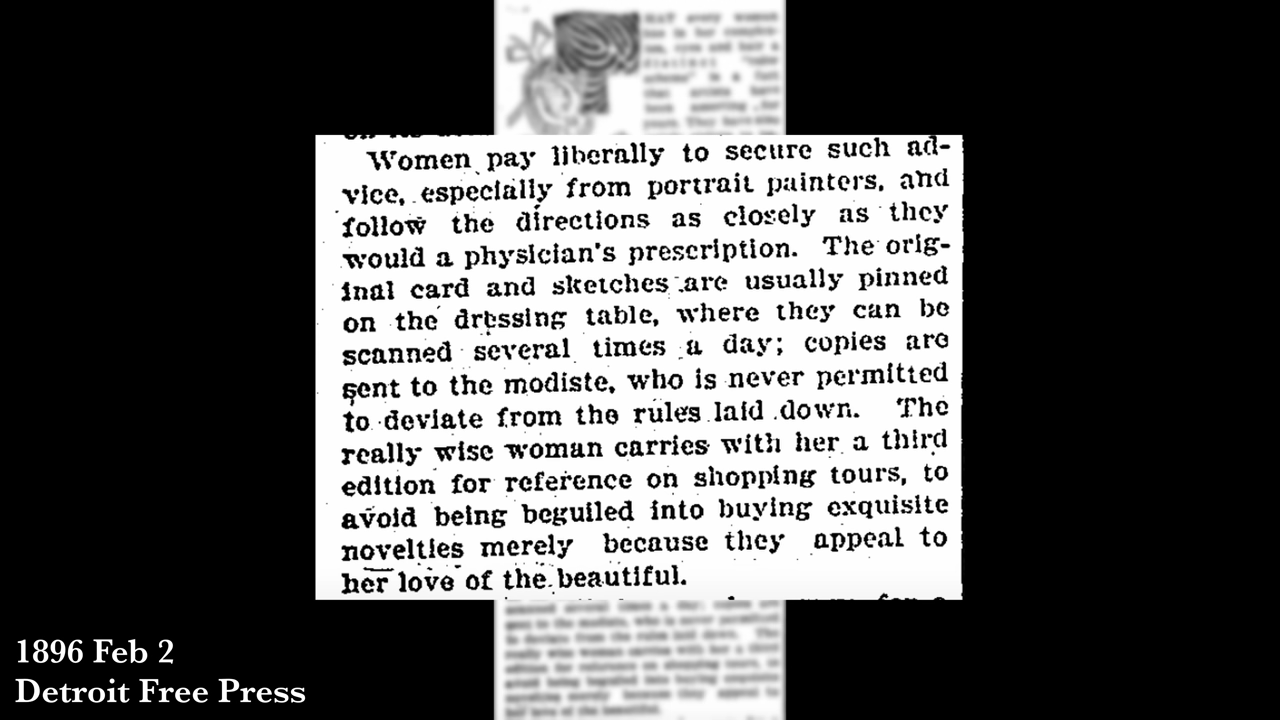 Women pay liberally to secure such ad-
vice, especially from portrait painters, and
follow the directions as closely as they
would a physician's prescription. The orig-
inal card and sketches are usually pinned
on the dressing table, where they can be
scanned several times a day; copies are
sent to the modiste, who is never permitted
to deviate from the rules laid down. The
really wise woman carries with her a third
edition for reference on shopping tours, to
avoid being beguiled into buying exquisite
novelties merely because they appeal to
her love of the beautiful.
1896 Feb 2
Detroit Free Press